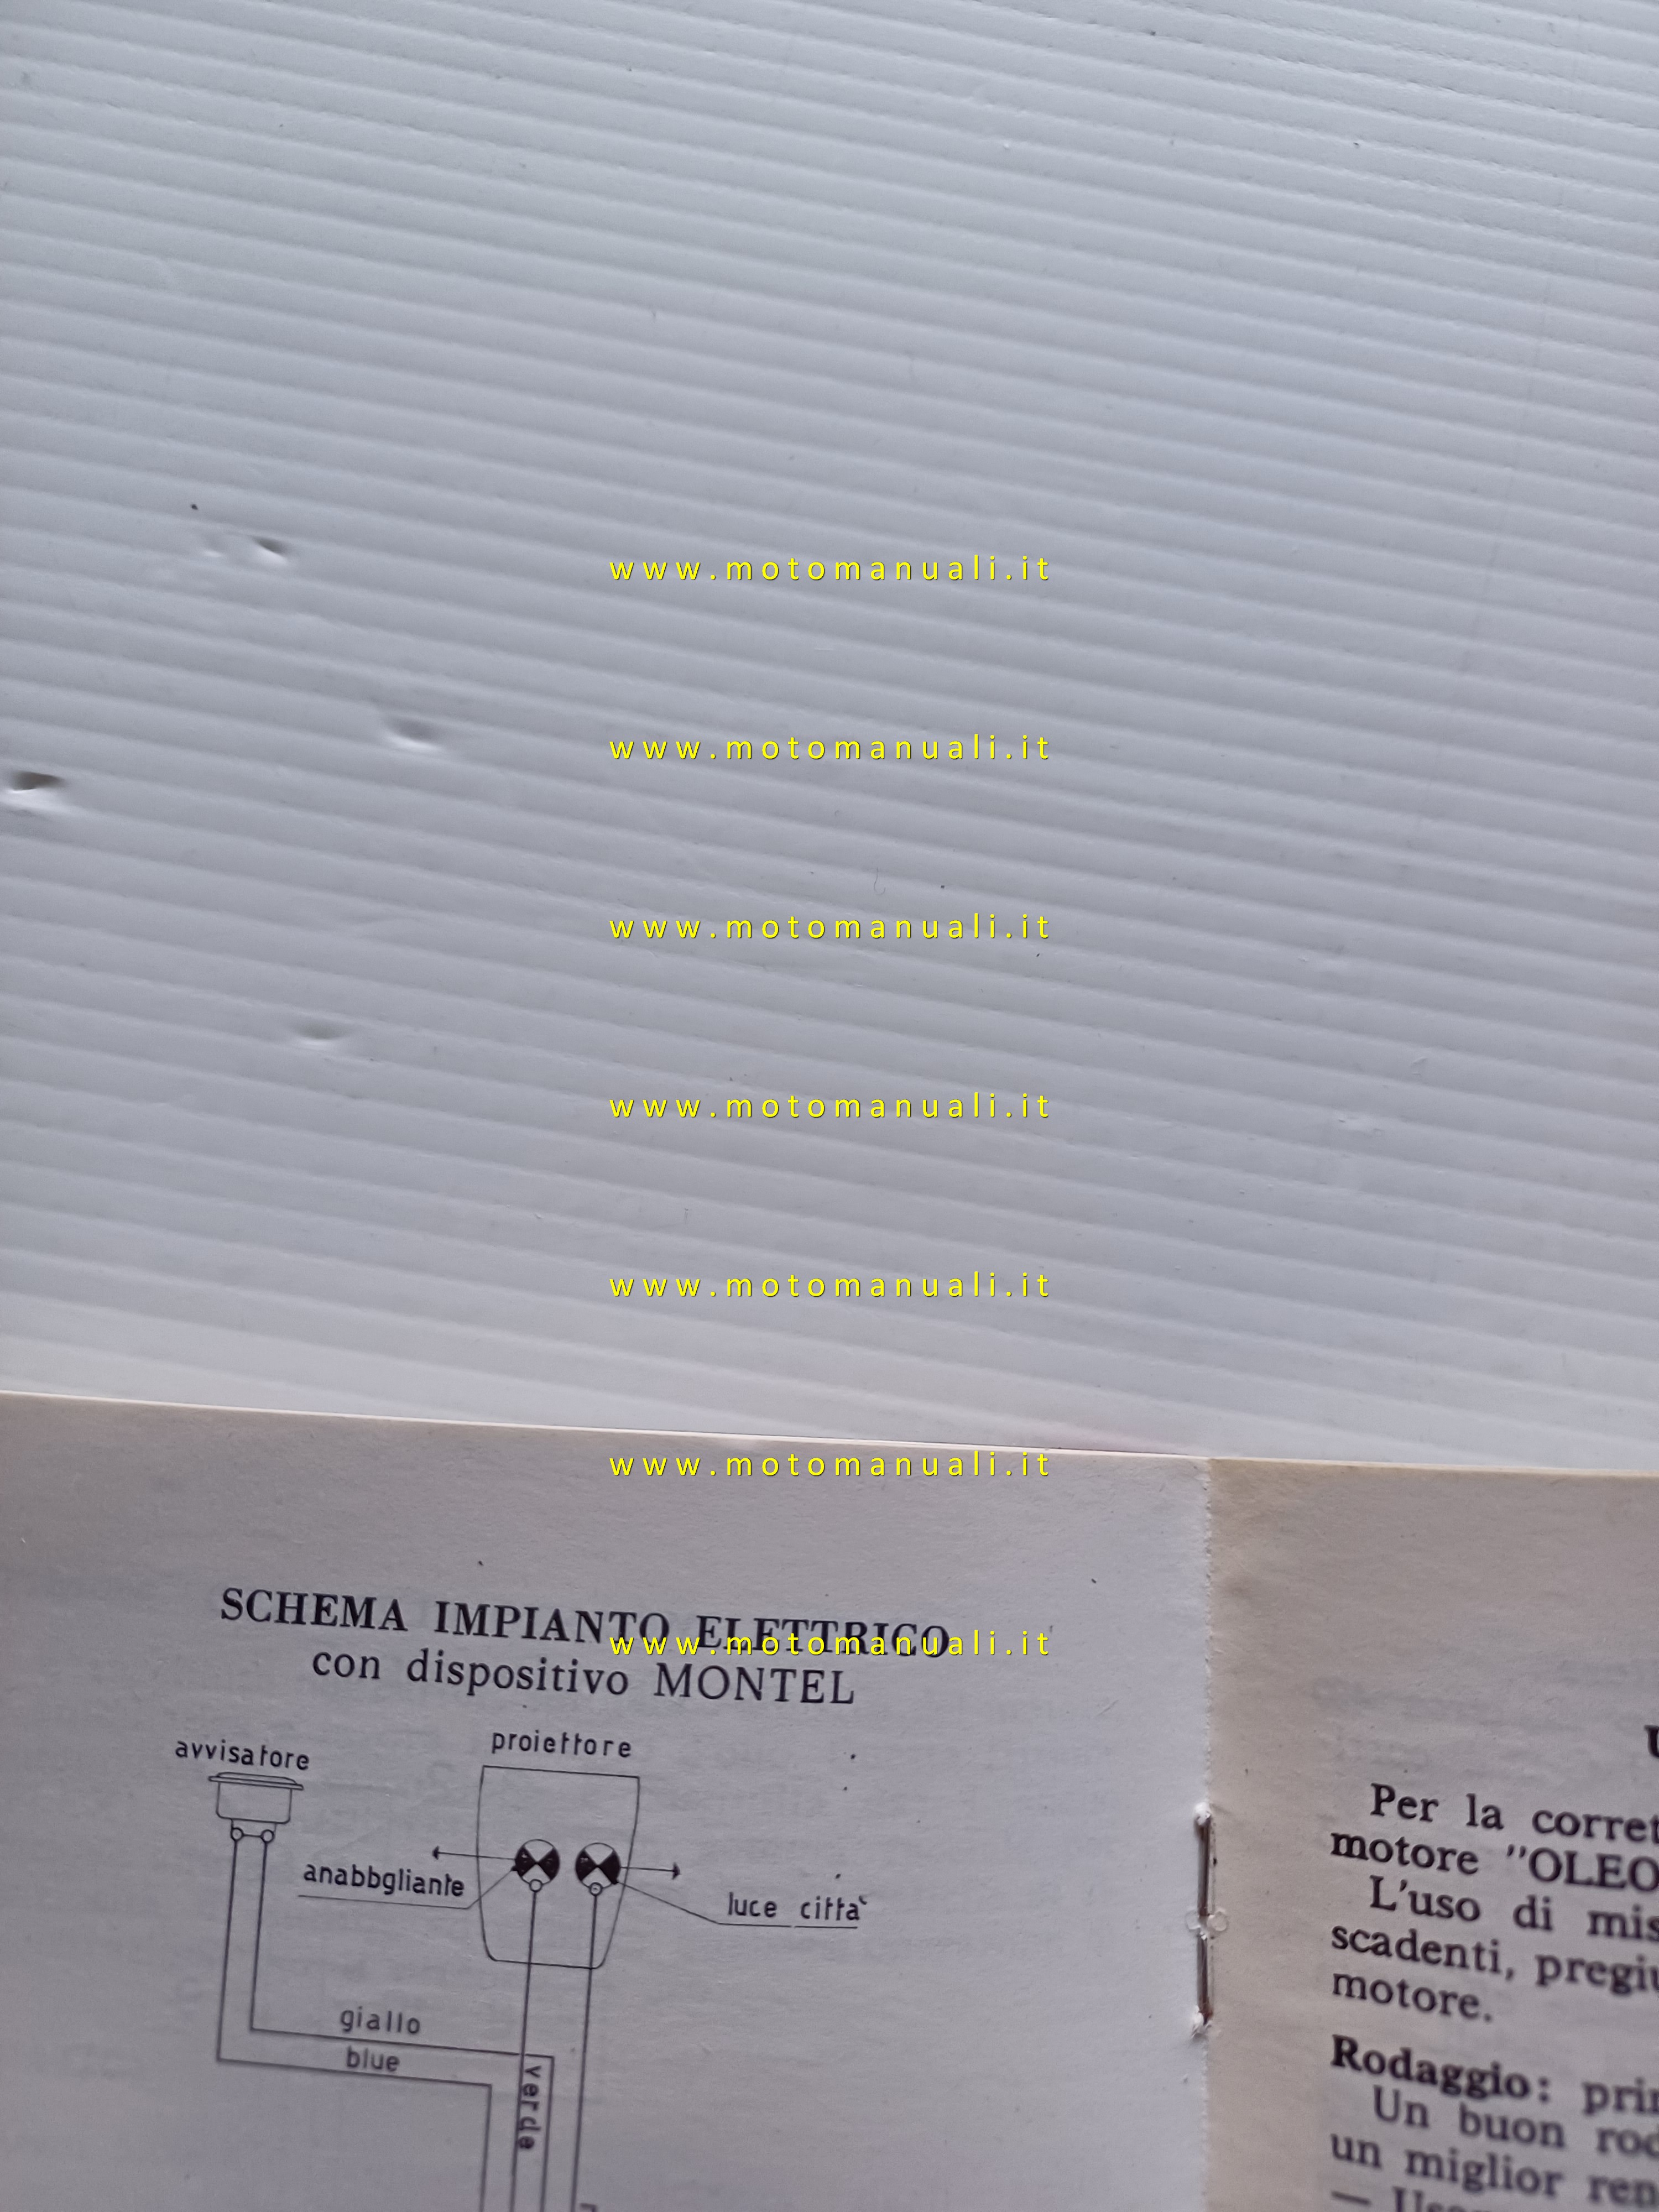 www.motomanuali.it
www.motomanuali.it
www.motomanuali.it
www.motomanuali.it
www.motomanuali.it
www.motomanuali.it
www.motomanuali.it
SCHEMA IMPIANTO ELETTRICO
con dispositivo MONTEL
avvisatore
proiettore
anabbgliante
luce città
giallo
blue
verde
Per la corret
motore "OLEO
L'uso di mis
scadenti, pregiu
motore.
Rodaggio: prin
Un buon rod
un miglior ren